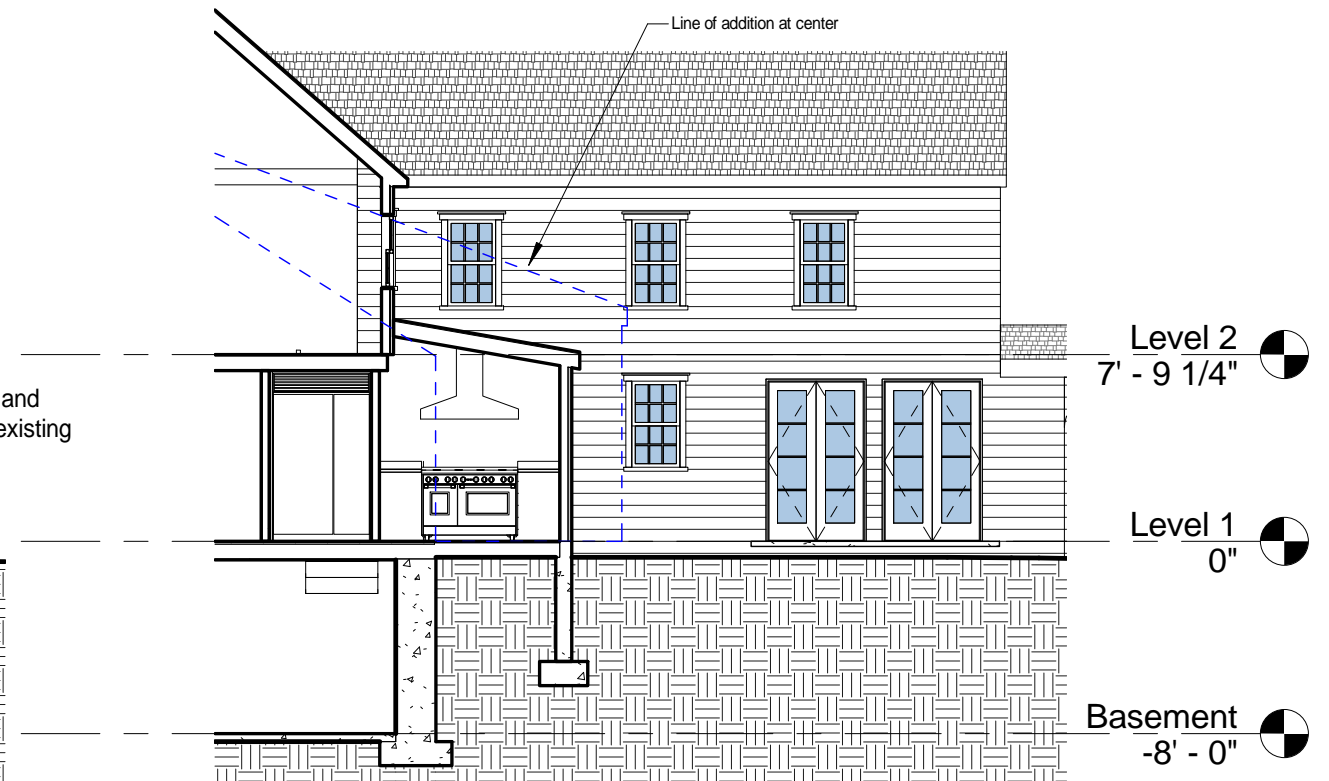 Line of addition at center
Level 2
7' - 9 1/4"
and
existing
Level 1
0"
Basement
-8' - 0"